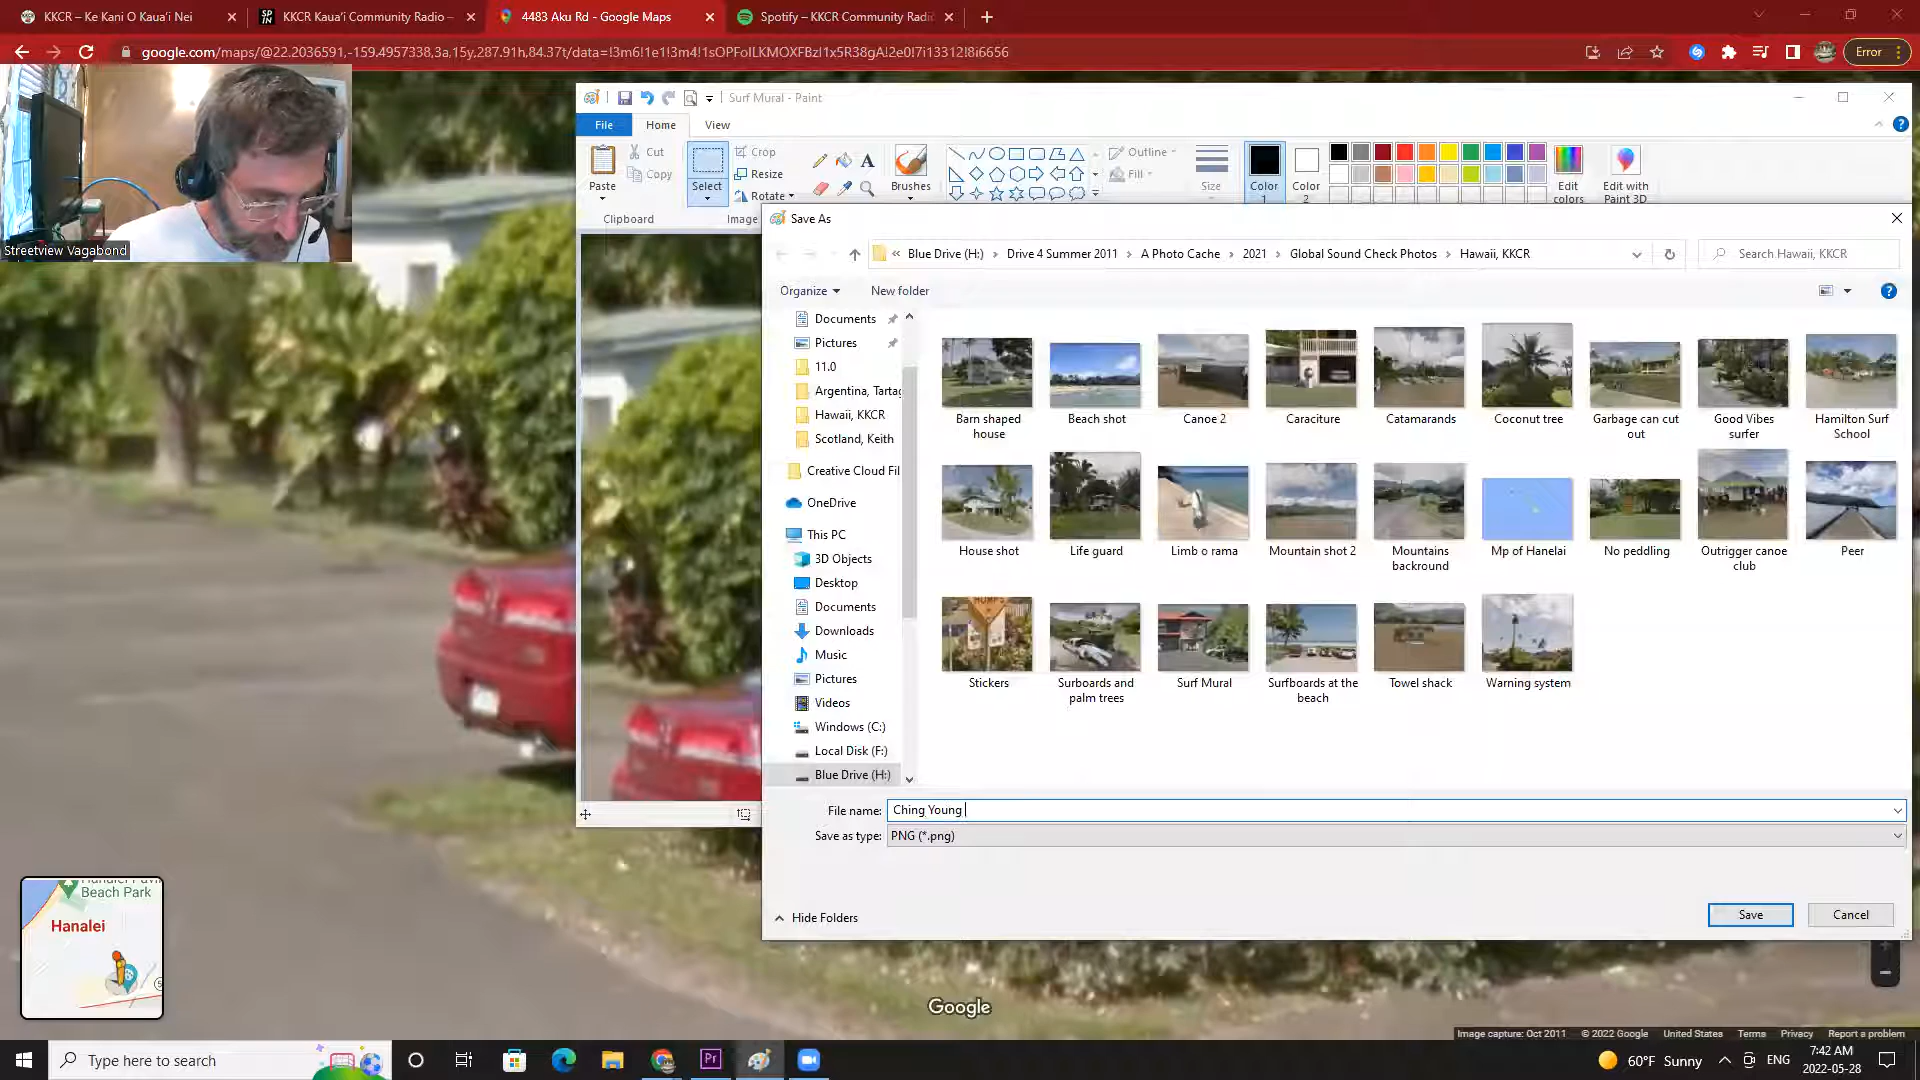 KKCR – Ke Kani O Kaua'i Nei
KKCR Kaua'i Community Radio –
4483 Aku Rd - Google Maps
Spotify – KKCR Community Radi
google.com/maps/@22.2036591,-159.4957338,3a,15y,287.91h,84.37t/data=!3m6!1e1!3m4!1sOPFolLKMOXFBzl1x5R38gA!2e0!7i13312!8i6656
Error
Streetview Vagabond
Surf Mural - Paint
File
Home
View
Paste
Cut
Copy
Clipboard
Select
Crop
Resize
Rotate
Image
Brushes
Outline
Fill
Size
Color
1
Color
2
Edit
colors
Edit with
Paint 3D
Save As
« Blue Drive (H:) › Drive 4 Summer 2011 › A Photo Cache › 2021 › Global Sound Check Photos › Hawaii, KKCR
Search Hawaii, KKCR
Organize
New folder
Documents
Pictures
11.0
Argentina, Tartag
Hawaii, KKCR
Scotland, Keith
Creative Cloud Fil
OneDrive
This PC
3D Objects
Desktop
Documents
Downloads
Music
Pictures
Videos
Windows (C:)
Local Disk (F:)
Blue Drive (H:)
Barn shaped
house
Beach shot
Canoe 2
Caraciture
Catamarands
Coconut tree
Garbage can cut
out
Good Vibes
surfer
Hamilton Surf
School
House shot
Life guard
Limb o rama
Mountain shot 2
Mountains
backround
Mp of Hanelai
No peddling
Outrigger canoe
club
Peer
Stickers
Surboards and
palm trees
Surf Mural
Surfboards at the
beach
Towel shack
Warning system
File name: Ching Young
Save as type: PNG (*.png)
Hide Folders
Save
Cancel
Beach Park
Hanalei
Google
Image capture: Oct 2011 © 2022 Google United States Terms Privacy Report a problem
Type here to search
60°F Sunny
ENG
7:42 AM
2022-05-28